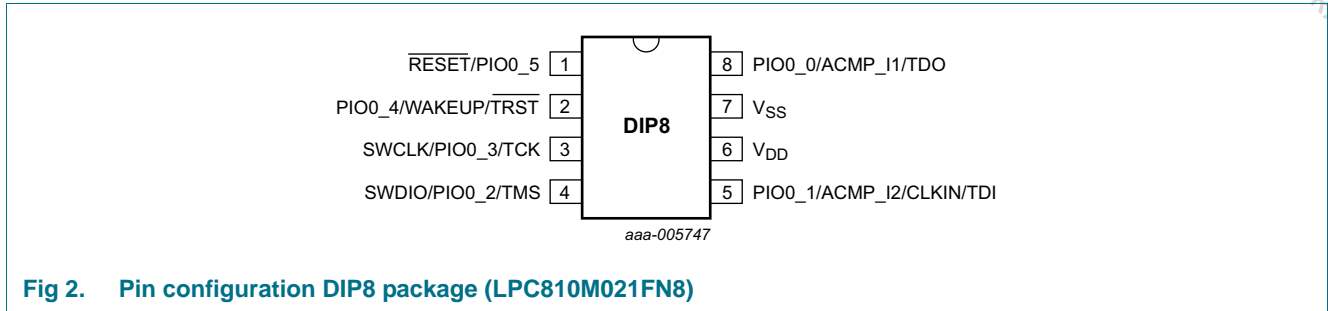 RESET/PIO0_5 1
PIO0_4/WAKEUP/TRST 2
SWCLK/PIO0_3/TCK 3
SWDIO/PIO0_2/TMS 4
DIP8
8 PIO0_0/ACMP_I1/TDO
7 VSS
6 VDD
5 PIO0_1/ACMP_I2/CLKIN/TDI
aaa-005747
Fig 2. Pin configuration DIP8 package (LPC810M021FN8)